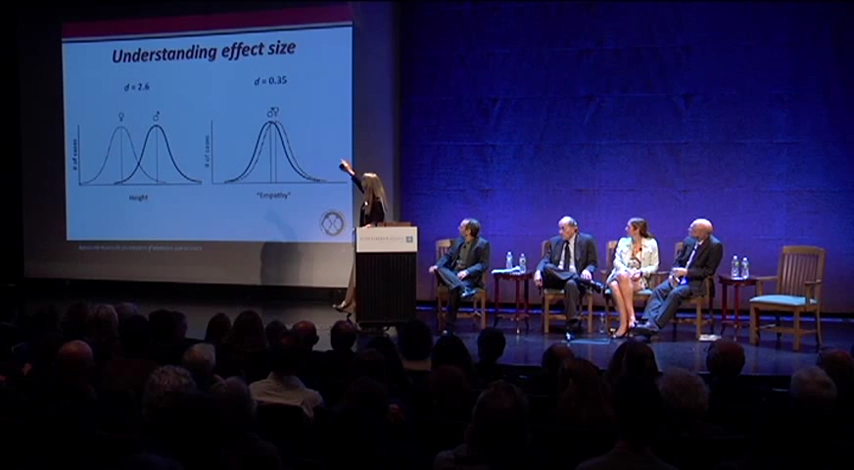 Understanding effect size
d = 2.6
d = 0.35
♀ ♂
♂♀
# of cases
# of cases
Height
"Empathy"